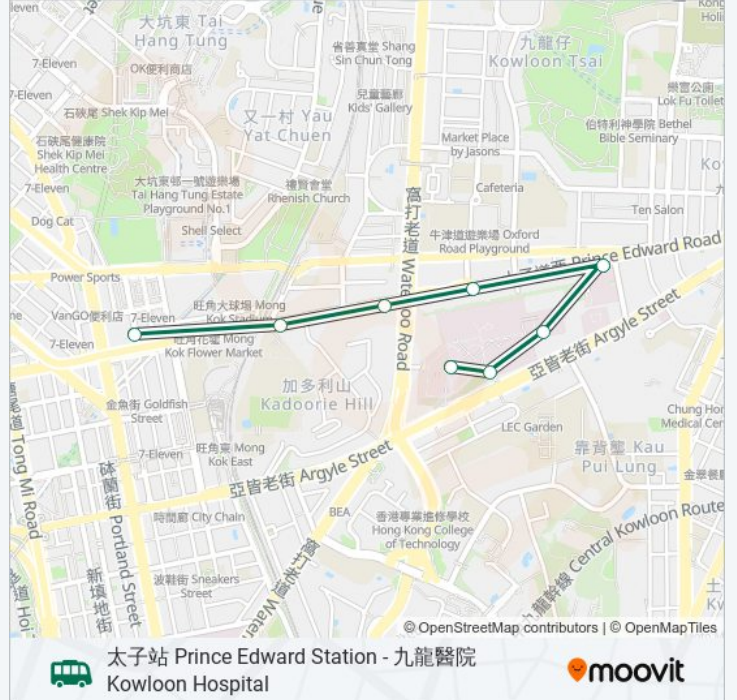 大坑東 Tai
Hang Tung
省善真堂 Shang
Sin Chun Tong
九龍仔
Kowloon Tsai
7-Eleven
OK便利商店
兒童藝廊
Kids' Gallery
樂富公廁
Lok Fu Toilet
7-Eleven
石硤尾 Shek Kip Mei
又一村 Yau
Yat Chuen
伯特利神學院 Bethel
Bible Seminary
石硤尾健康院
Shek Kip Mei
Health Centre
Market Place
by Jasons
7-Eleven
大坑東邨一號遊樂場
Tai Hang Tung Estate
Playground No.1
禮賢會堂
Rhenish Church
Cafeteria
Ten Salon
Dog Cat
Shell Select
窩打老道 Waterloo Road
牛津道遊樂場 Oxford
Road Playground
Prince Edward Road
Power Sports
VanGO便利店
7-Eleven
7-Eleven
旺角大球場 Mong
Kok Stadium
旺角花墟 Mong
Kok Flower Market
亞皆老街 Argyle Street
加多利山
Kadoorie Hill
金魚街 Goldfish
Street
LEC Garden
Chung Hor
Medical Cer
7-Eleven
旺角東 Mong
Kok East
靠背壟 Kau
Pui Lung
亞皆老街 Argyle Street
砵蘭街 Portland Street
Tong Mi Road
時間廊 City Chain
BEA
香港專業進修學校
Hong Kong College
of Technology
九龍幹線 Central Kowloon Route
新填地街
波鞋街 Sneakers
Street
© OpenStreetMap contributors | © OpenMapTiles
太子站 Prince Edward Station - 九龍醫院
Kowloon Hospital
moovit